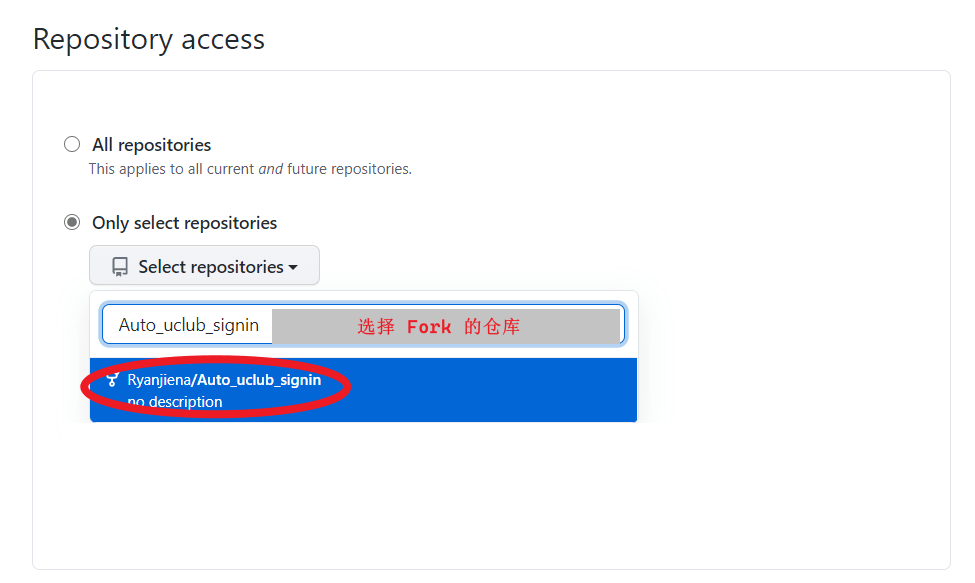 Repository access
All repositories
This applies to all current and future repositories.
Only select repositories
Select repositories
Auto_uclub_signin
选择 Fork 的仓库
Ryanjiena/Auto_uclub_signin
no description